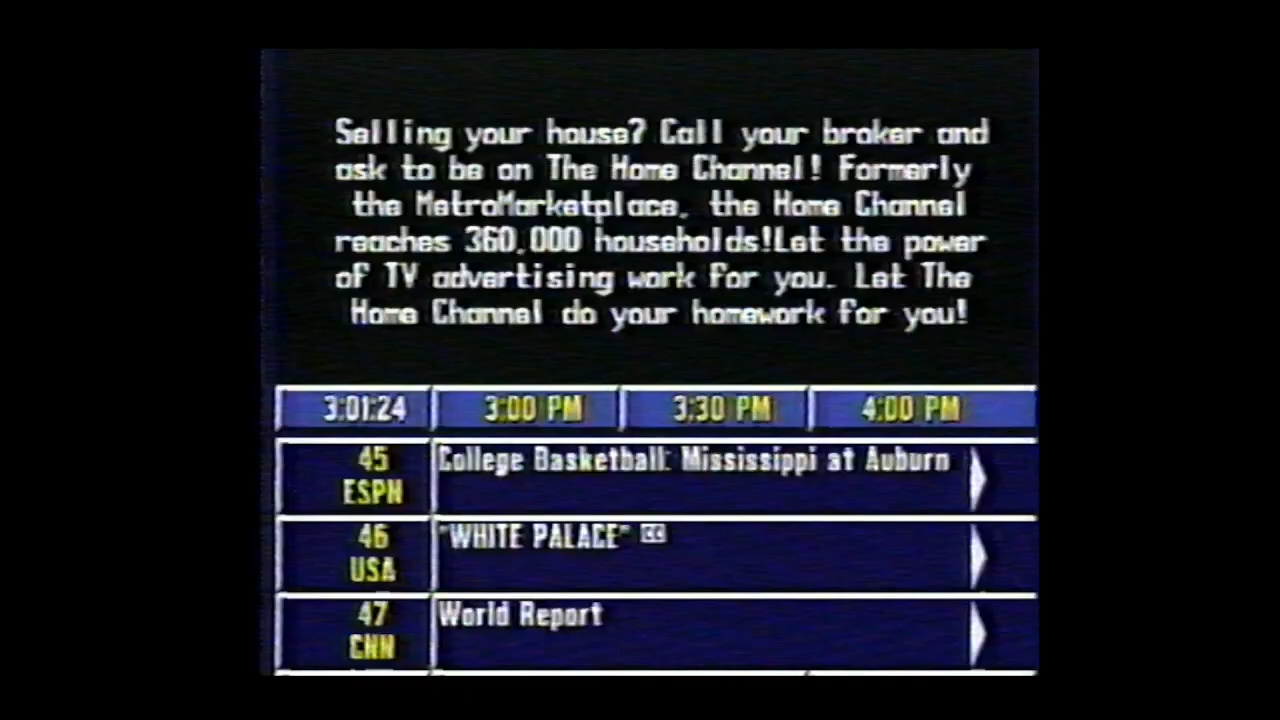 Selling your house? Call your broker and
ask to be on The Home Channel! Formerly
the MetroMarketplace, the Home Channel
reaches 360,000 households!Let the power
of TV advertising work for you. Let The
Home Channel do your homework for you!
3:01:24 3:00 PM 3:30 PM 4:00 PM
45 College Basketball: Mississippi at Auburn
ESPN
46 "WHITE PALACE" CC
USA
47 World Report
CNN